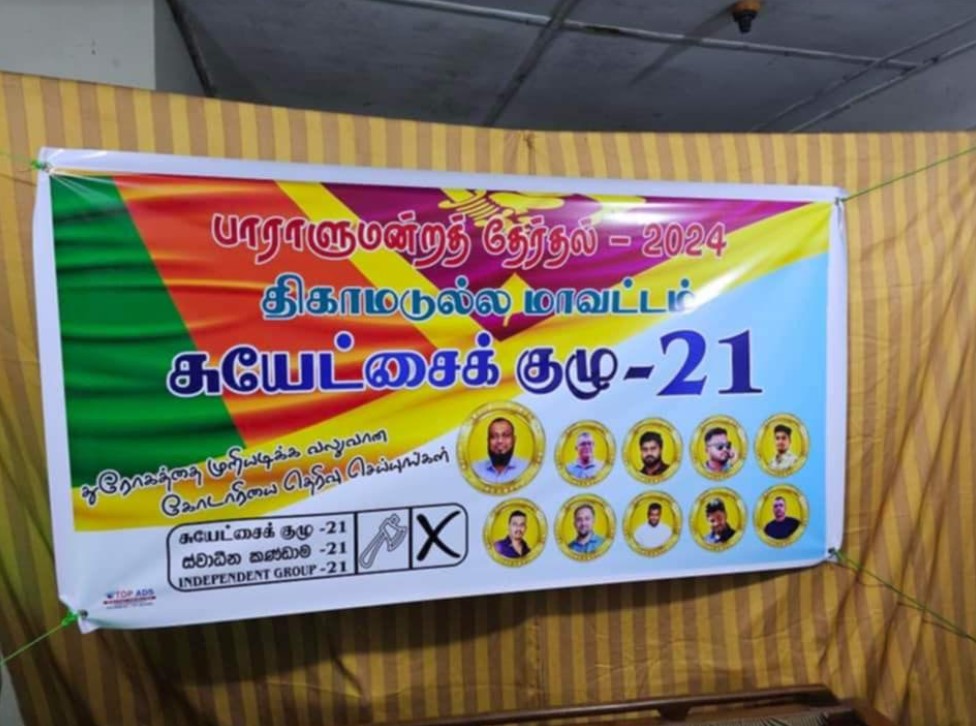 பாராளுமன்றத் தேர்தல் – 2024
திகாமடுல்ல மாவட்டம்
சுயேட்சைக் குழு-21
துரோகத்தை முறியடிக்க வலுவான
கோடாரியை தெரிவு செய்யுங்கள்
சுயேட்சைக் குழு -21
ස්වාධීන කණ්ඩාම -21
INDEPENDENT GROUP -21
X
TOP ADS